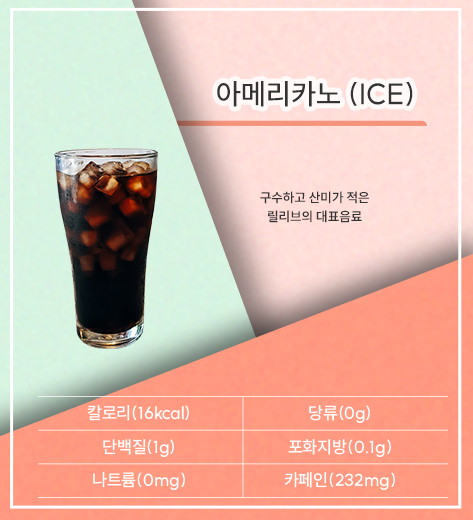 아메리카노 (ICE)
구수하고 산미가 적은
릴리브의 대표음료
칼로리(16kcal) 당류(0g)
단백질(1g) 포화지방(0.1g)
나트륨(0mg) 카페인(232mg)